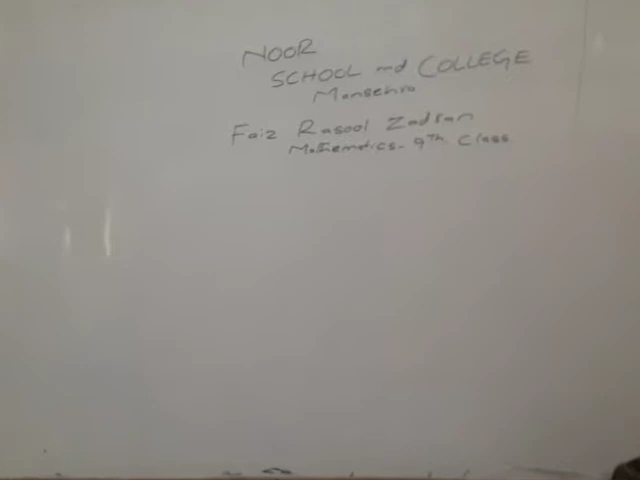 NOOR
SCHOOL and COLLEGE
Mansehra
Faiz Rasool Zadran
Mathematics- 9th Class